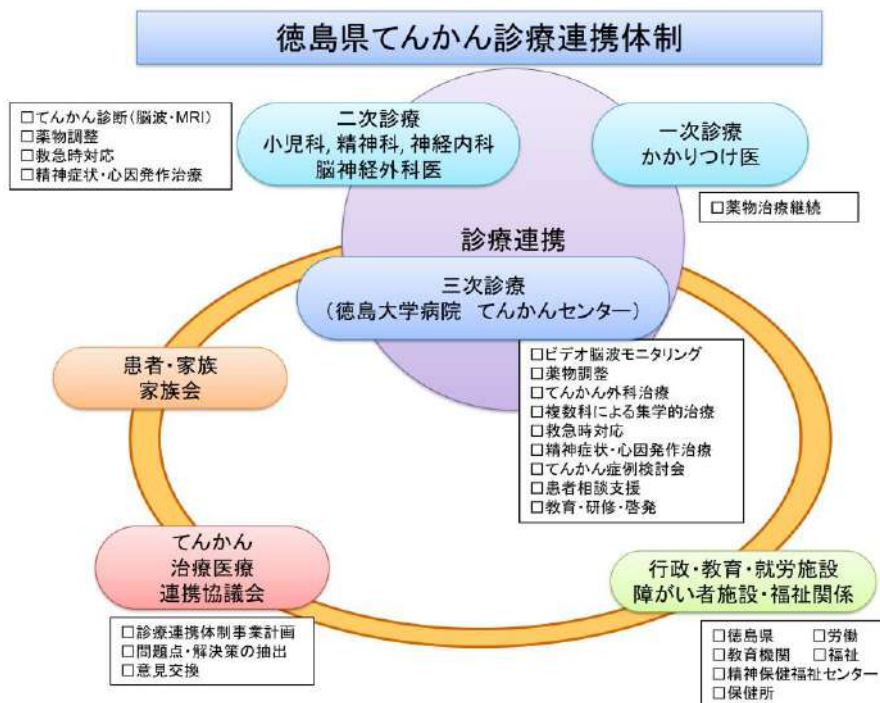 徳島県てんかん診療連携体制
□てんかん診断(脳波・MRI)
□薬物調整
□救急時対応
□精神症状・心因発作治療
二次診療
小児科, 精神科, 神経内科
脳神経外科医
一次診療
かかりつけ医
□薬物治療継続
診療連携
三次診療
(徳島大学病院 てんかんセンター)
□ビデオ脳波モニタリング
□薬物調整
□てんかん外科治療
□複数科による集学的治療
□救急時対応
□精神症状・心因発作治療
□てんかん症例検討会
□患者相談支援
□教育・研修・啓発
患者・家族
家族会
てんかん
治療医療
連携協議会
□診療連携体制事業計画
□問題点・解決策の抽出
□意見交換
行政・教育・就労施設
障がい者施設・福祉関係
□徳島県 □労働
□教育機関 □福祉
□精神保健福祉センター
□保健所